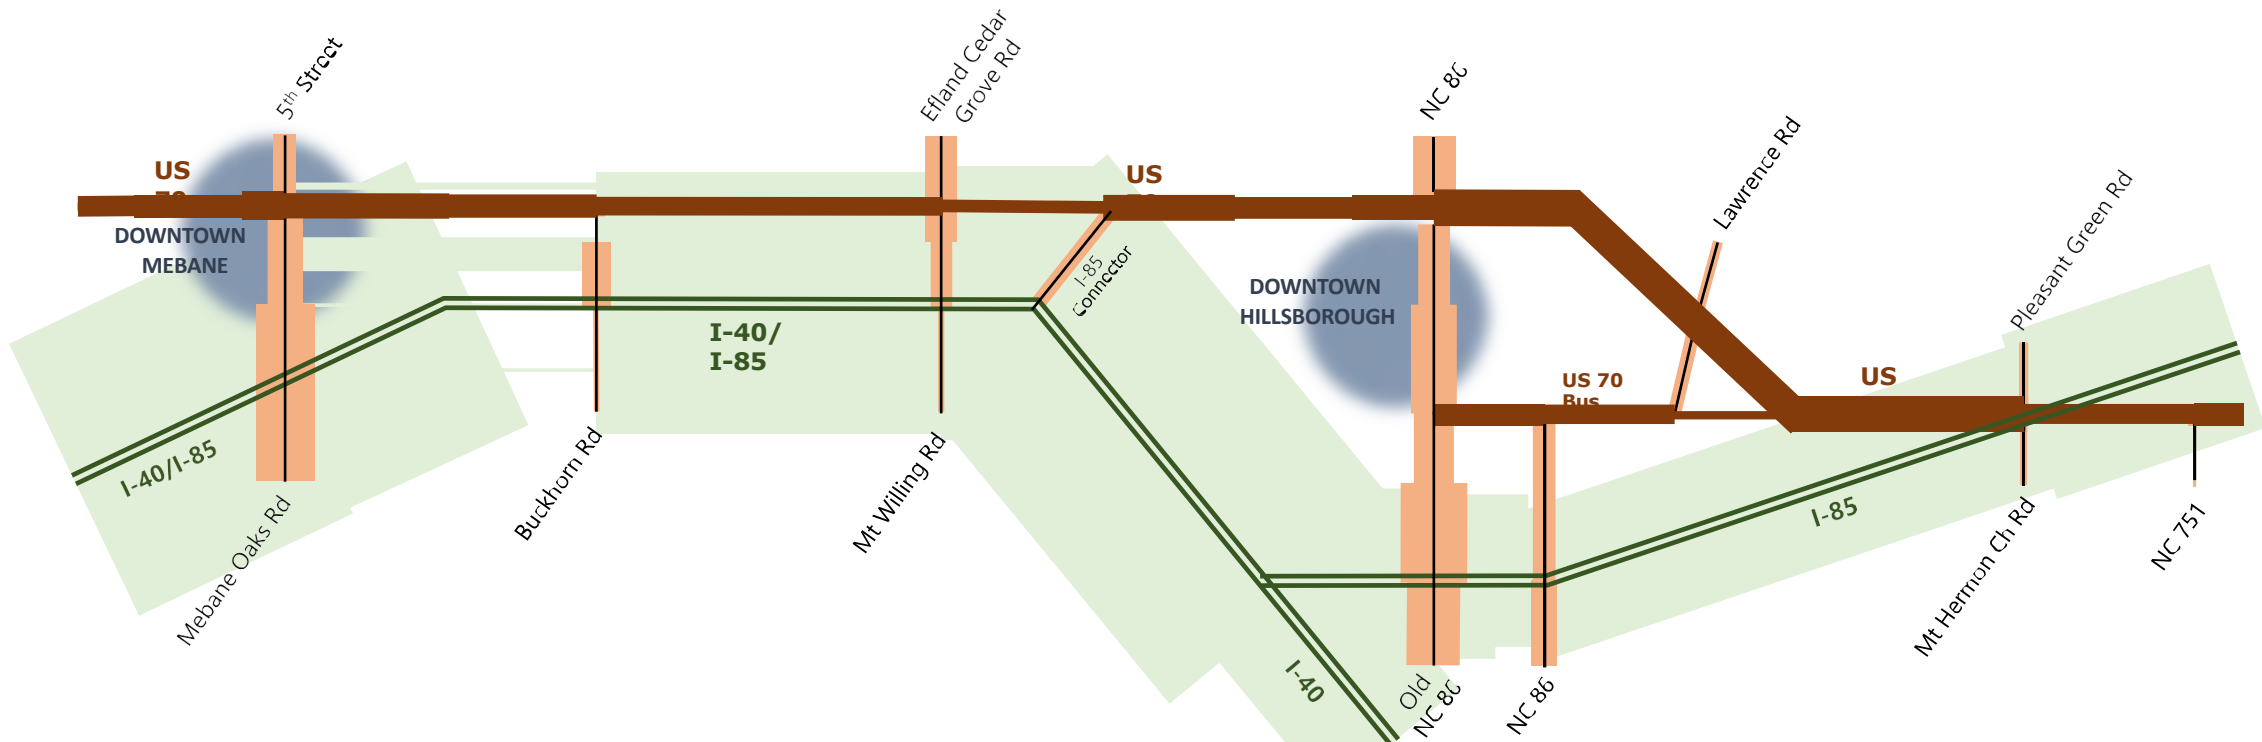 5th Street
Efland Cedar
Grove Rd
NC 86
Lawrence Rd
Pleasant Green Rd
US
70
US
DOWNTOWN
MEBANE
I-85
Connector
DOWNTOWN
HILLSBOROUGH
I-40/
I-85
US 70
Bus
US
I-40/I-85
Buckhorn Rd
Mt Willing Rd
I-85
Mebane Oaks Rd
Mt Hermon Ch Rd
NC 751
I-40
Old
NC 86
NC 86